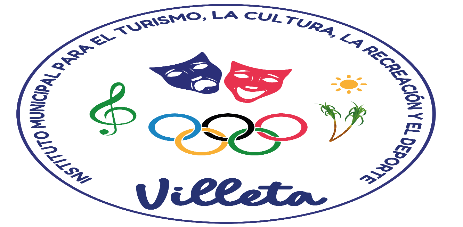 INSTITUTO MUNICIPAL PARA EL TURISMO, LA CULTURA, LA RECREACIÓN Y EL DEPORTE
Villeta